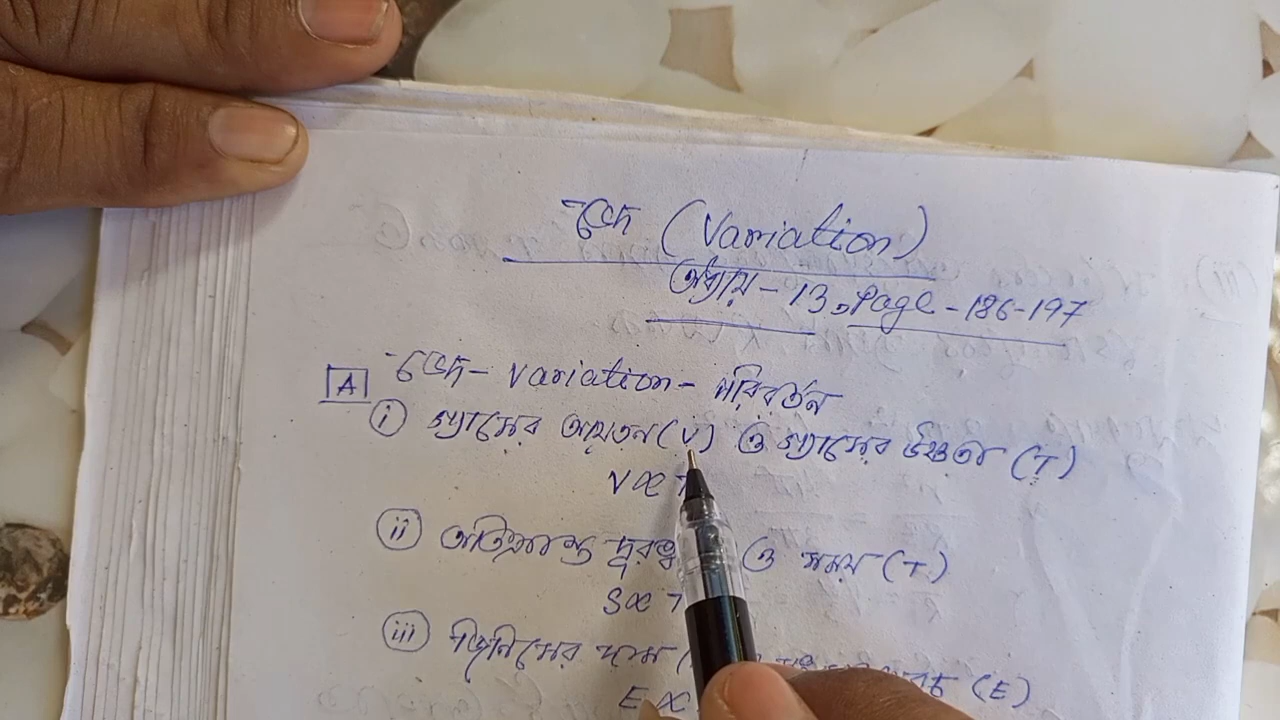 ভেদ (Variation)
অধ্যায় - 13, Page - 186-197
A ভেদ - Variation - পরিবর্তন
i গ্যাসের আয়তন (V) ও গ্যাসের উষ্ণতা (T)
V ∝ T
ii অতিক্রান্ত দূরত্ব ও সময় (T)
S ∝ T
iii জিনিসের দাম (E)
E ∝